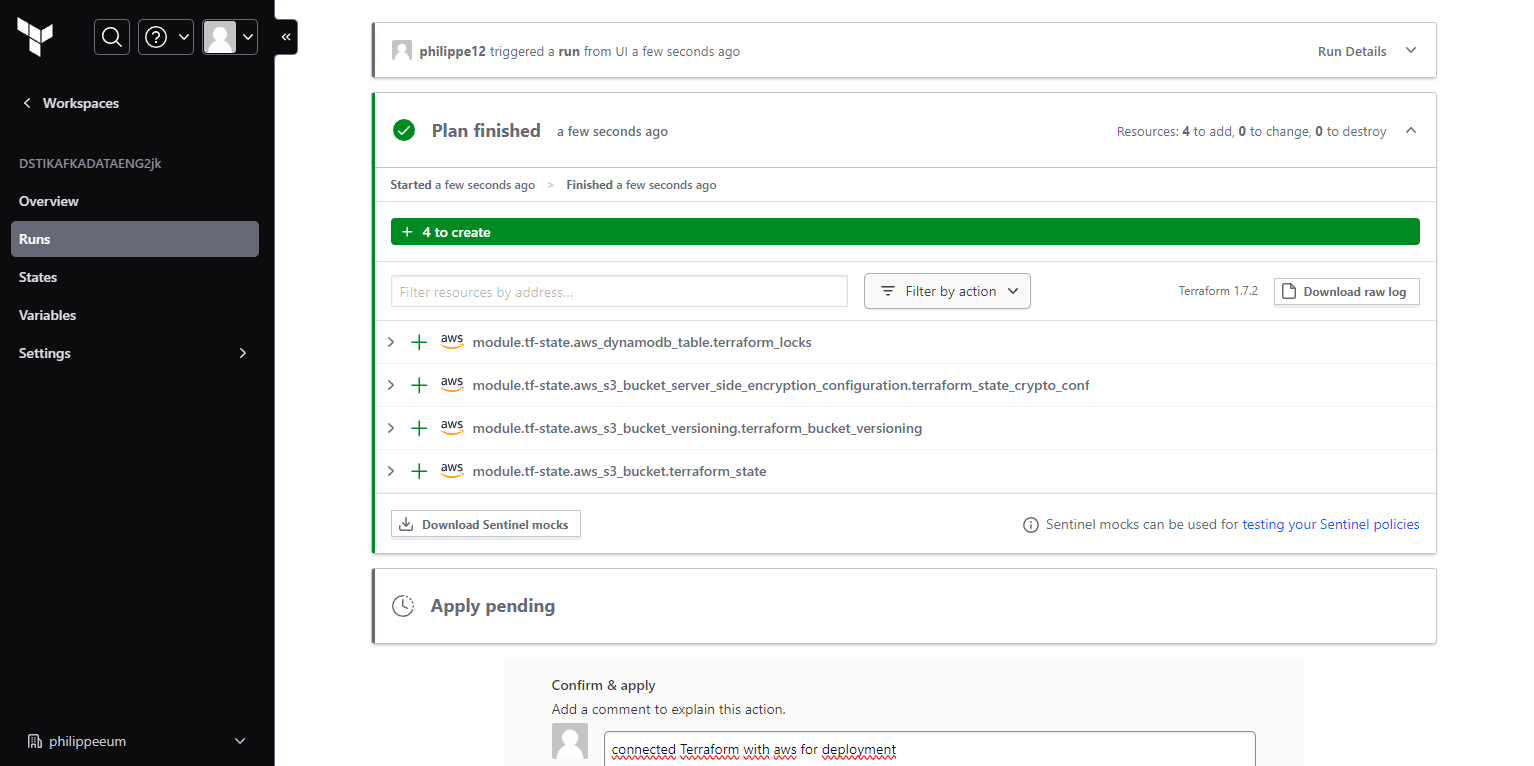 Workspaces
DSTIKAFKADATAENG2jk
Overview
Runs
States
Variables
Settings
philippeeum
philippe12 triggered a run from UI a few seconds ago
Run Details
Plan finished a few seconds ago
Resources: 4 to add, 0 to change, 0 to destroy
Started a few seconds ago > Finished a few seconds ago
+ 4 to create
Filter resources by address...
Filter by action
Terraform 1.7.2
Download raw log
aws module.tf-state.aws_dynamodb_table.terraform_locks
aws module.tf-state.aws_s3_bucket_server_side_encryption_configuration.terraform_state_crypto_conf
aws module.tf-state.aws_s3_bucket_versioning.terraform_bucket_versioning
aws module.tf-state.aws_s3_bucket.terraform_state
Download Sentinel mocks
Sentinel mocks can be used for testing your Sentinel policies
Apply pending
Confirm & apply
Add a comment to explain this action.
connected Terraform with aws for deployment